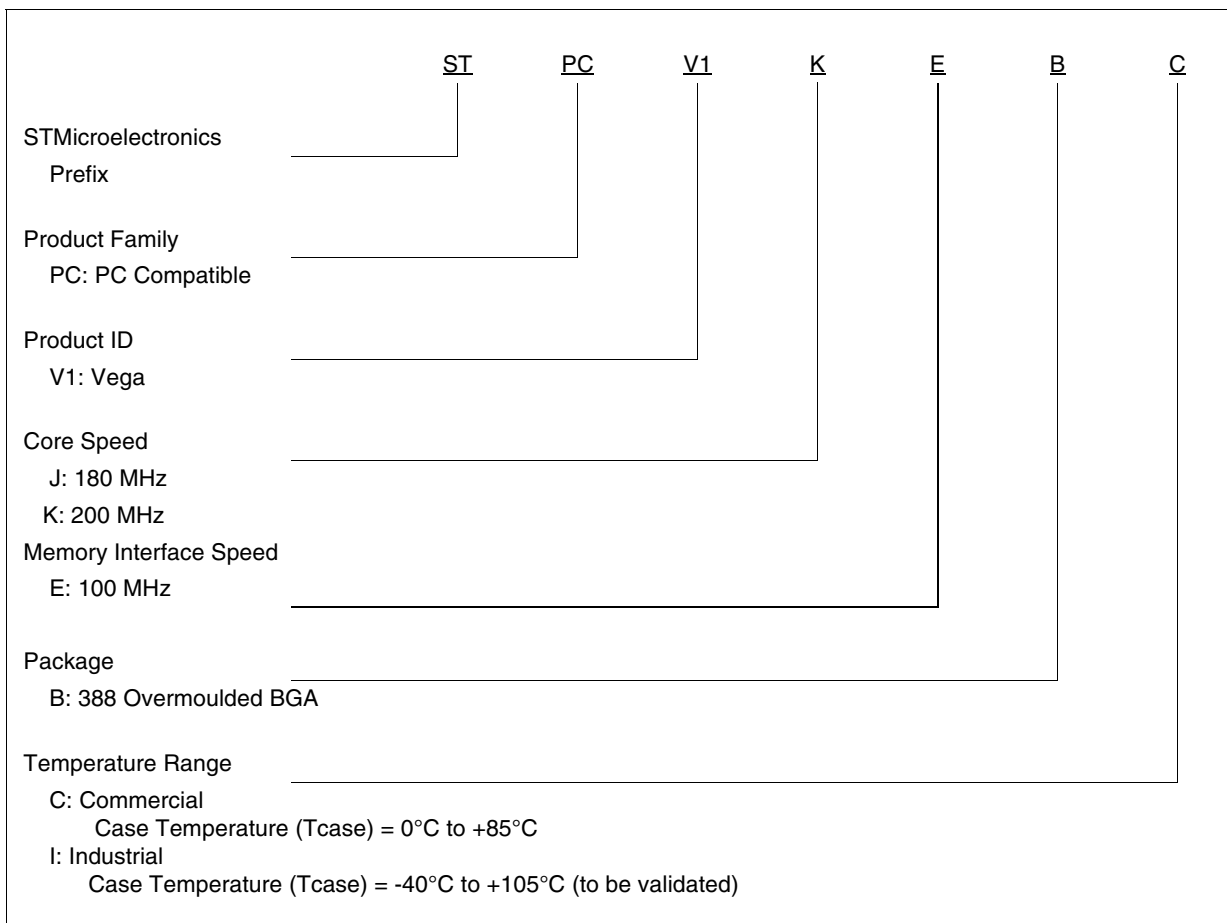 ST PC V1 K E B C
STMicroelectronics
Prefix
Product Family
PC: PC Compatible
Product ID
V1: Vega
Core Speed
J: 180 MHz
K: 200 MHz
Memory Interface Speed
E: 100 MHz
Package
B: 388 Overmoulded BGA
Temperature Range
C: Commercial
Case Temperature (Tcase) = 0°C to +85°C
I: Industrial
Case Temperature (Tcase) = -40°C to +105°C (to be validated)